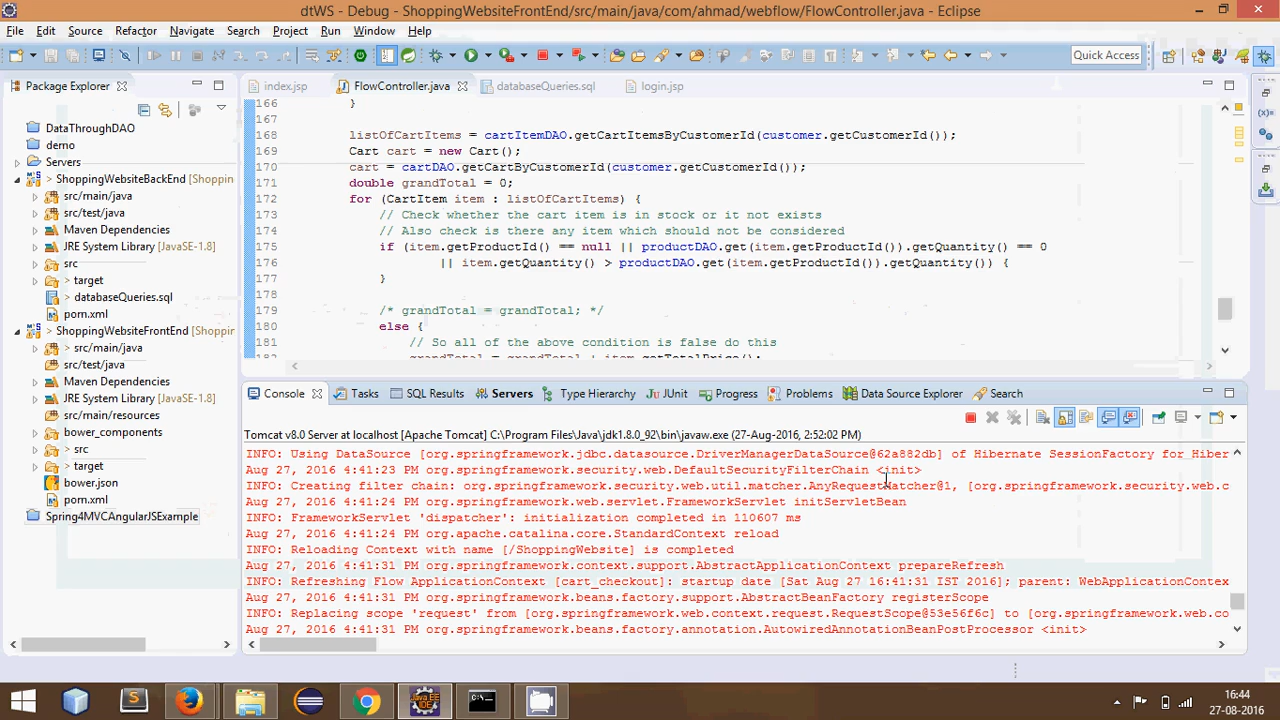 dtWS - Debug - ShoppingWebsiteFrontEnd/src/main/java/com/ahmad/webflow/FlowController.java - Eclipse
File Edit Source Refactor Navigate Search Project Run Window Help
Quick Access
Package Explorer
index.jsp FlowController.java databaseQueries.sql login.jsp
DataThroughDAO
demo
Servers
> ShoppingWebsiteBackEnd [Shoppin
src/main/java
src/test/java
Maven Dependencies
JRE System Library [JavaSE-1.8]
src
> target
databaseQueries.sql
pom.xml
> ShoppingWebsiteFrontEnd [Shoppin
> src/main/java
src/test/java
Maven Dependencies
JRE System Library [JavaSE-1.8]
src/main/resources
bower_components
> src
> target
bower.json
pom.xml
Spring4MVCAngularJSExample
166 }
167
168 listOfCartItems = cartItemDAO.getCartItemsByCustomerId(customer.getCustomerId());
169 Cart cart = new Cart();
170 cart = cartDAO.getCartByCustomerId(customer.getCustomerId());
171 double grandTotal = 0;
172 for (CartItem item : listOfCartItems) {
173 // Check whether the cart item is in stock or it not exists
174 // Also check is there any item which should not be considered
175 if (item.getProductId() == null || productDAO.get(item.getProductId()).getQuantity() == 0
176 || item.getQuantity() > productDAO.get(item.getProductId()).getQuantity()) {
177 }
178
179 /* grandTotal = grandTotal; */
180 else {
181 // So all of the above condition is false do this
182 grandTotal = grandTotal + item.getTotalPrice();
Console Tasks SQL Results Servers Type Hierarchy JUnit Progress Problems Data Source Explorer Search
Tomcat v8.0 Server at localhost [Apache Tomcat] C:\Program Files\Java\jdk1.8.0_92\bin\javaw.exe (27-Aug-2016, 2:52:02 PM)
INFO: Using DataSource [org.springframework.jdbc.datasource.DriverManagerDataSource@62a882db] of Hibernate SessionFactory for Hiber
Aug 27, 2016 4:41:23 PM org.springframework.security.web.DefaultSecurityFilterChain <init>
INFO: Creating filter chain: org.springframework.security.web.util.matcher.AnyRequestMatcher@1, [org.springframework.security.web.c
Aug 27, 2016 4:41:24 PM org.springframework.web.servlet.FrameworkServlet initServletBean
INFO: FrameworkServlet 'dispatcher': initialization completed in 110607 ms
Aug 27, 2016 4:41:24 PM org.apache.catalina.core.StandardContext reload
INFO: Reloading Context with name [/ShoppingWebsite] is completed
Aug 27, 2016 4:41:31 PM org.springframework.context.support.AbstractApplicationContext prepareRefresh
INFO: Refreshing Flow ApplicationContext [cart_checkout]: startup date [Sat Aug 27 16:41:31 IST 2016]; parent: WebApplicationContex
Aug 27, 2016 4:41:31 PM org.springframework.beans.factory.support.AbstractBeanFactory registerScope
INFO: Replacing scope 'request' from [org.springframework.web.context.request.RequestScope@53e56f6c] to [org.springframework.web.co
Aug 27, 2016 4:41:31 PM org.springframework.beans.factory.annotation.AutowiredAnnotationBeanPostProcessor <init>
16:44
27-08-2016